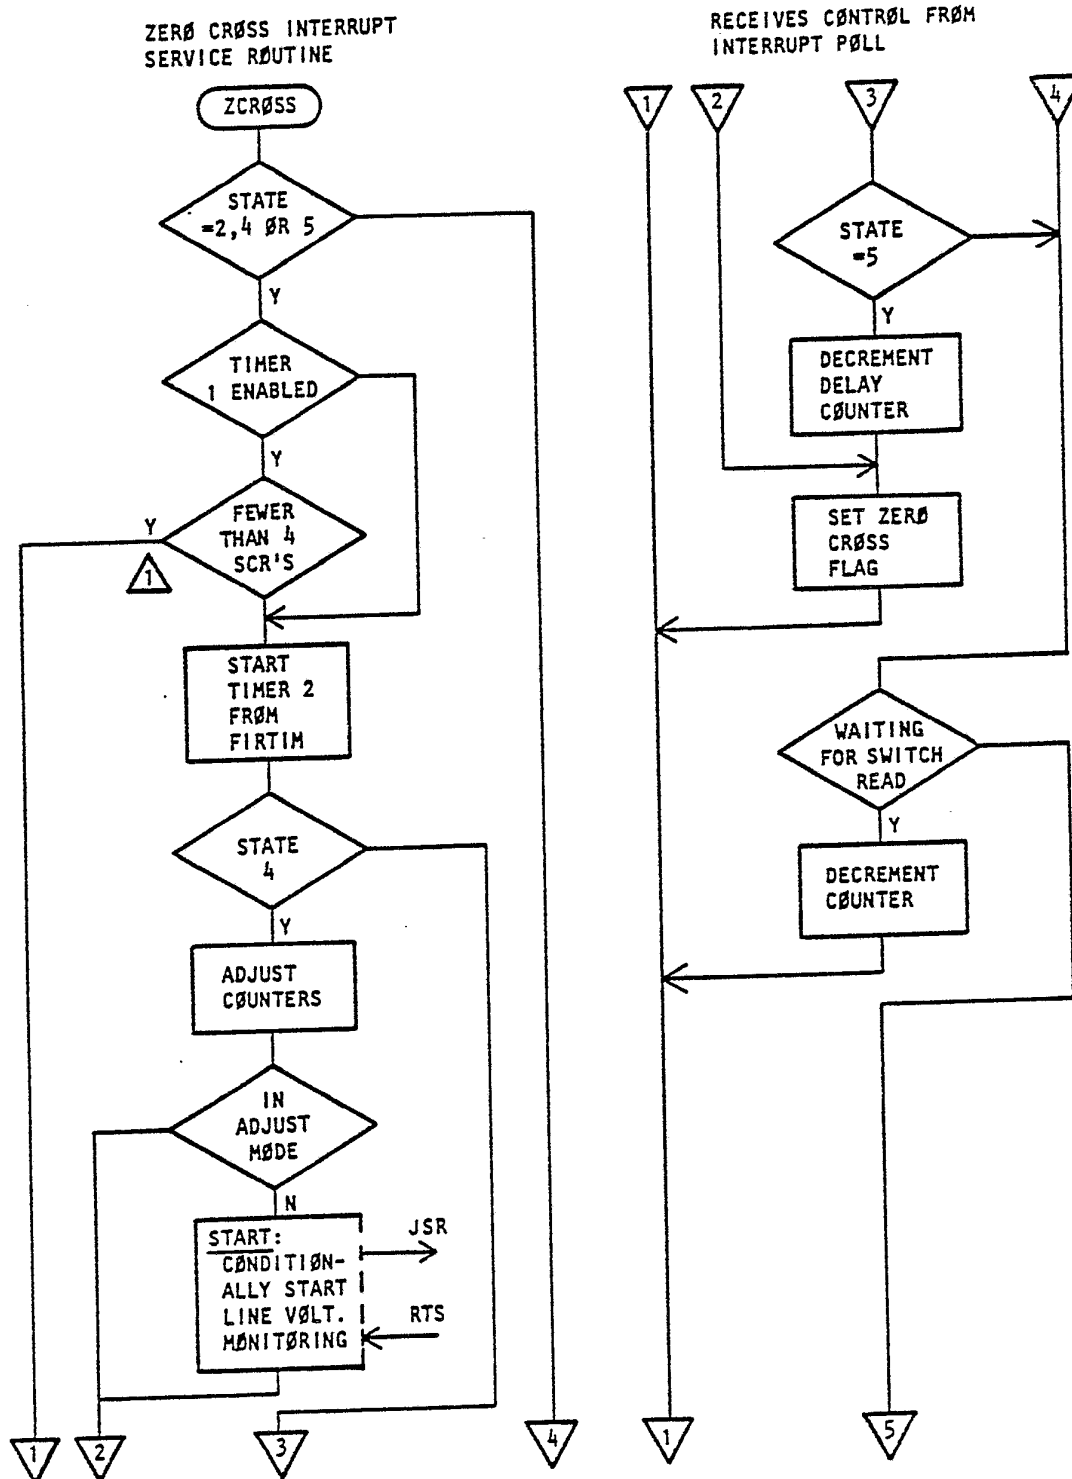 ZERØ CRØSS INTERRUPT
SERVICE RØUTINE
ZCRØSS
STATE
=2,4 ØR 5
Y
TIMER
1 ENABLED
Y
FEWER
THAN 4
SCR'S
Y
1
START
TIMER 2
FRØM
FIRTIM
STATE
4
Y
ADJUST
CØUNTERS
IN
ADJUST
MØDE
N
START:
CØNDITIØN-
ALLY START
LINE VØLT.
MØNITØRING
JSR
RTS
1
2
3
4
RECEIVES CØNTRØL FRØM
INTERRUPT PØLL
1
2
3
4
STATE
=5
Y
DECREMENT
DELAY
CØUNTER
SET ZERØ
CRØSS
FLAG
WAITING
FØR SWITCH
READ
Y
DECREMENT
CØUNTER
1
5